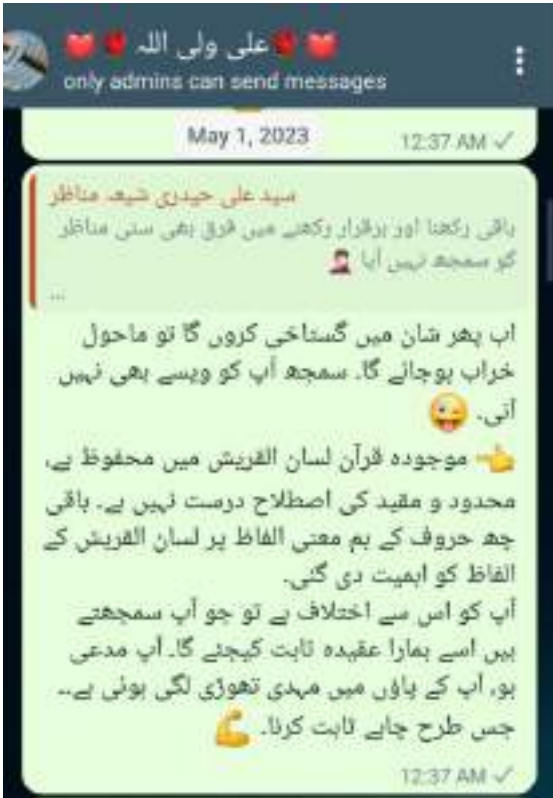 علی ولی اللہ
only admins can send messages
May 1, 2023
12:37 AM
سید علی حیدری شیعہ مناظر
باقی رکھنا اور برقرار رکھنے میں فرق بھی سنی مناظر
کو سمجھ نہیں آیا 🤦🏻‍♂️
...
اب پھر شان میں گستاخی کروں گا تو ماحول
خراب ہوجائے گا۔ سمجھ آپ کو ویسے بھی نہیں
آتی۔ 😜
👈 موجودہ قرآن لسان القریش میں محفوظ ہے،
محدود و مقید کی اصطلاح درست نہیں ہے۔ باقی
چھ حروف کے ہم معنی الفاظ پر لسان القریش کے
الفاظ کو اہمیت دی گئی۔
آپ کو اس سے اختلاف ہے تو جو آپ سمجھتے
ہیں اسے ہمارا عقیدہ ثابت کیجئے گا۔ آپ مدعی
ہو، آپ کے پاؤں میں مہدی تھوڑی لگی ہوئی ہے۔۔
جس طرح چاہے ثابت کرنا۔ 💪
12:37 AM